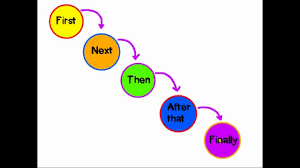 First
Next
Then
After
that
Finally